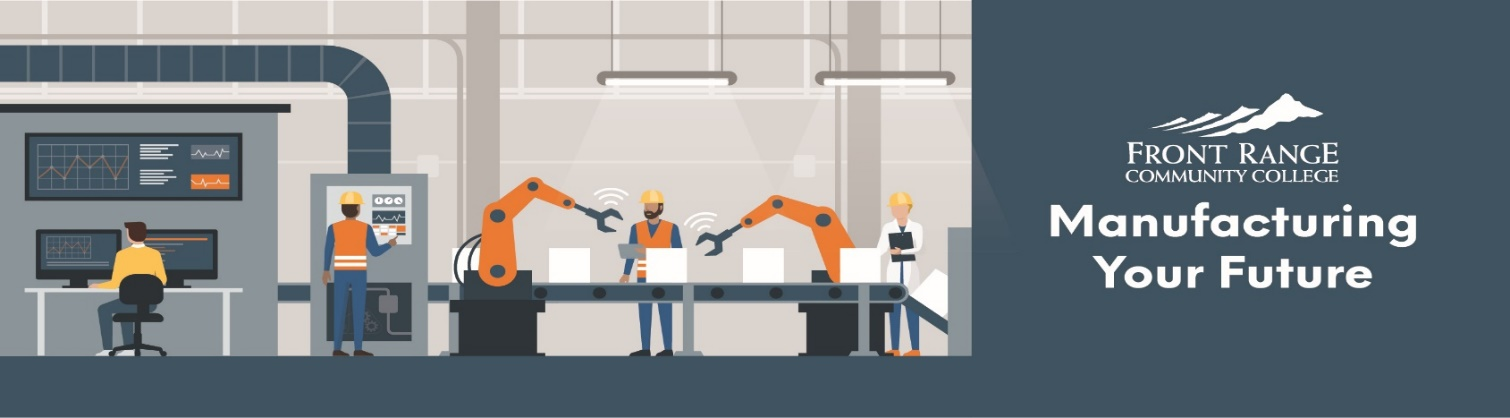 FRONT RANGE
COMMUNITY COLLEGE
Manufacturing
Your Future